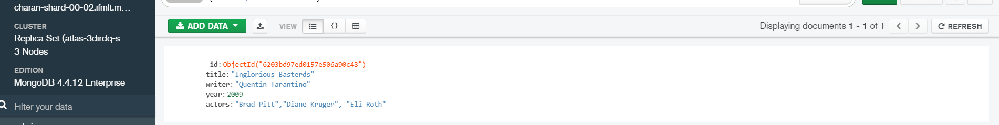 charan-shard-00-02.ifmlt.m...
CLUSTER
Replica Set (atlas-3dirdq-s...
3 Nodes
EDITION
MongoDB 4.4.12 Enterprise
Filter your data
ADD DATA
VIEW
{}
Displaying documents 1 - 1 of 1
REFRESH
_id: ObjectId("6203bd97ed0157e506a90c43")
title: "Inglorious Basterds"
writer: "Quentin Tarantino"
year: 2009
actors: "Brad Pitt","Diane Kruger", "Eli Roth"